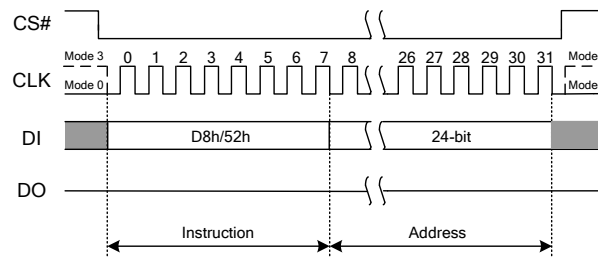 CS#
Mode 3 0 1 2 3 4 5 6 7 8 26 27 28 29 30 31 Mode
CLK
Mode 0 Mode
DI D8h/52h 24-bit
DO
Instruction Address